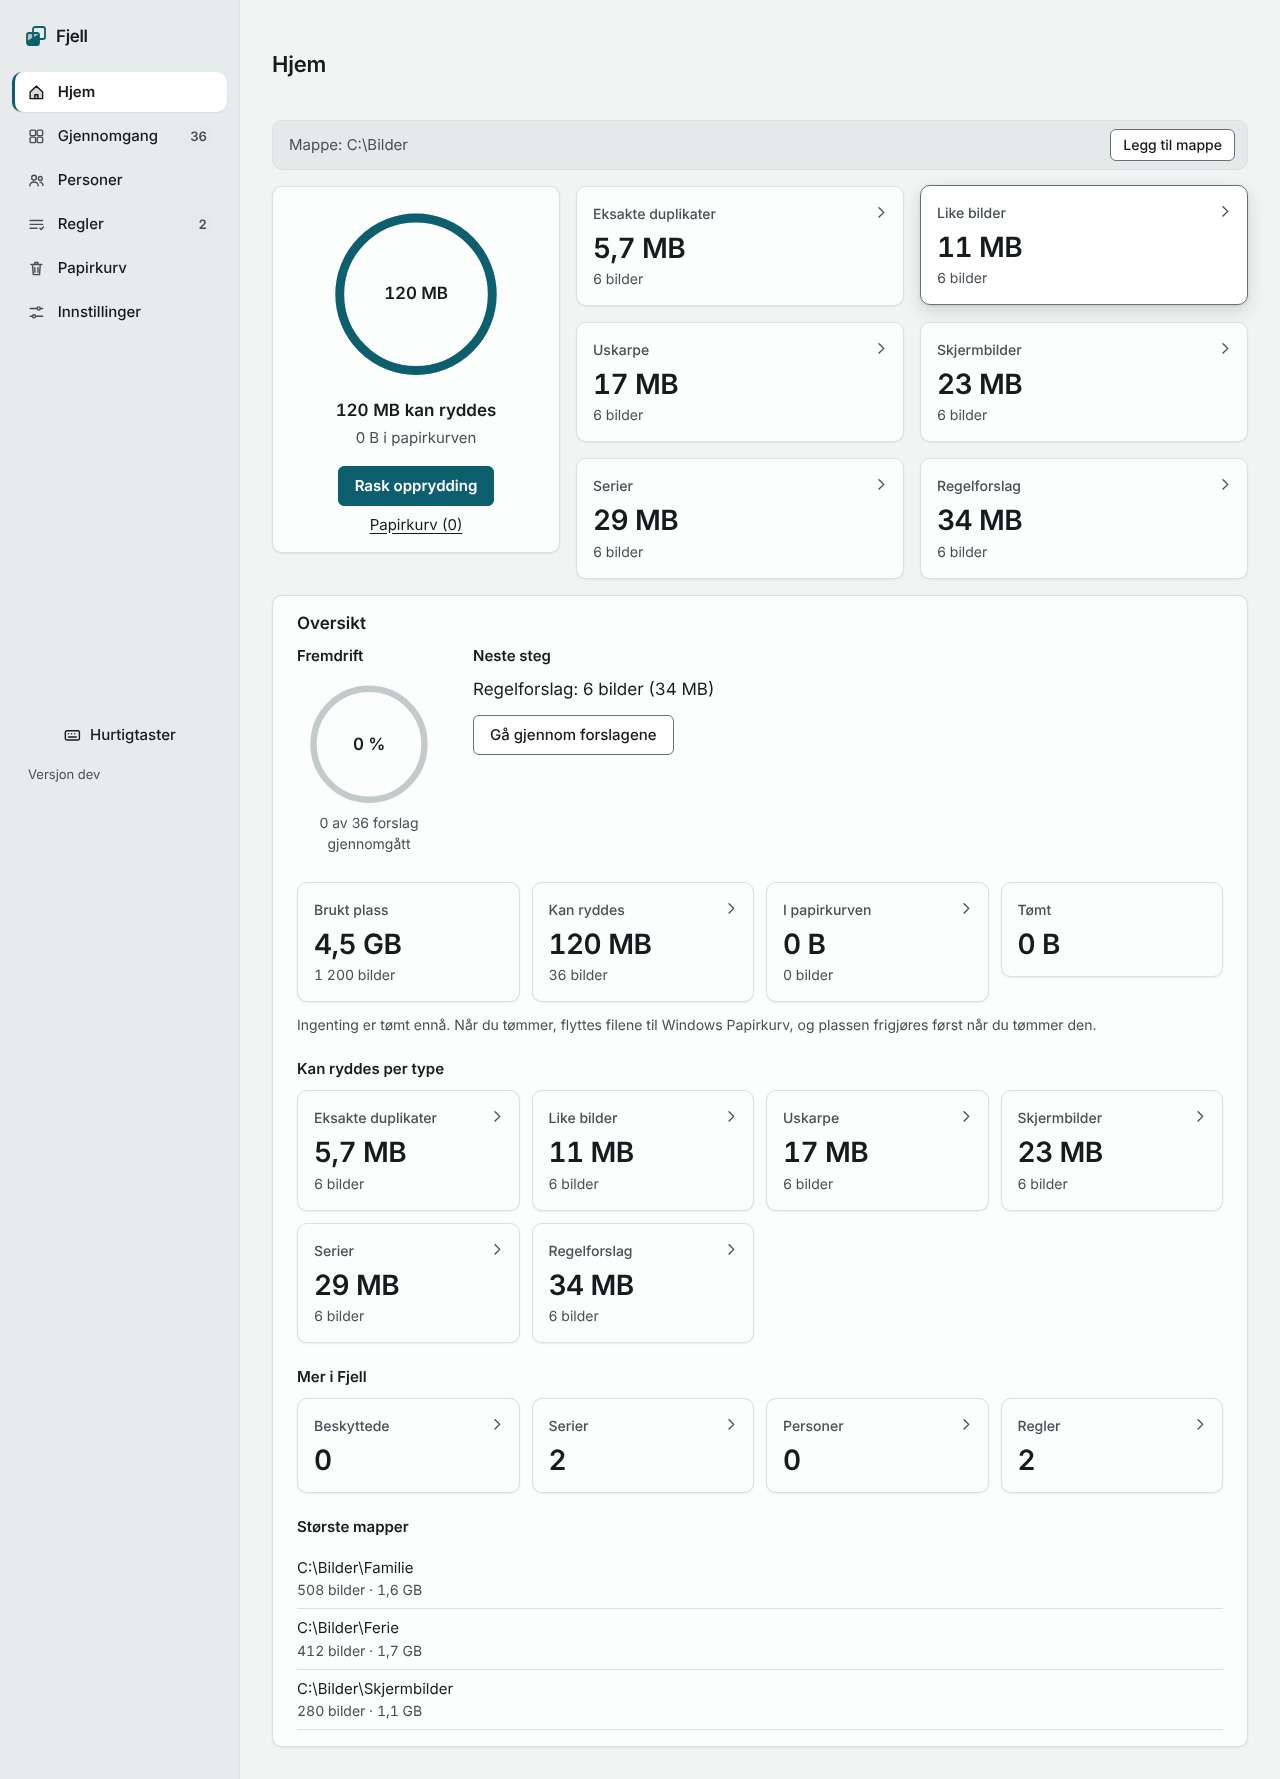 Fjell
Hjem
Gjennomgang 36
Personer
Regler 2
Papirkurv
Innstillinger
Hurtigtaster
Versjon dev
Hjem
Mappe: C:\Bilder
Legg til mappe
120 MB
120 MB kan ryddes
0 B i papirkurven
Rask opprydding
Papirkurv (0)
Eksakte duplikater
5,7 MB
6 bilder
Like bilder
11 MB
6 bilder
Uskarpe
17 MB
6 bilder
Skjermbilder
23 MB
6 bilder
Serier
29 MB
6 bilder
Regelforslag
34 MB
6 bilder
Oversikt
Fremdrift
0 %
0 av 36 forslag
gjennomgått
Neste steg
Regelforslag: 6 bilder (34 MB)
Gå gjennom forslagene
Brukt plass
4,5 GB
1 200 bilder
Kan ryddes
120 MB
36 bilder
I papirkurven
0 B
0 bilder
Tømt
0 B
Ingenting er tømt ennå. Når du tømmer, flyttes filene til Windows Papirkurv, og plassen frigjøres først når du tømmer den.
Kan ryddes per type
Eksakte duplikater
5,7 MB
6 bilder
Like bilder
11 MB
6 bilder
Uskarpe
17 MB
6 bilder
Skjermbilder
23 MB
6 bilder
Serier
29 MB
6 bilder
Regelforslag
34 MB
6 bilder
Mer i Fjell
Beskyttede
0
Serier
2
Personer
0
Regler
2
Største mapper
C:\Bilder\Familie
508 bilder · 1,6 GB
C:\Bilder\Ferie
412 bilder · 1,7 GB
C:\Bilder\Skjermbilder
280 bilder · 1,1 GB